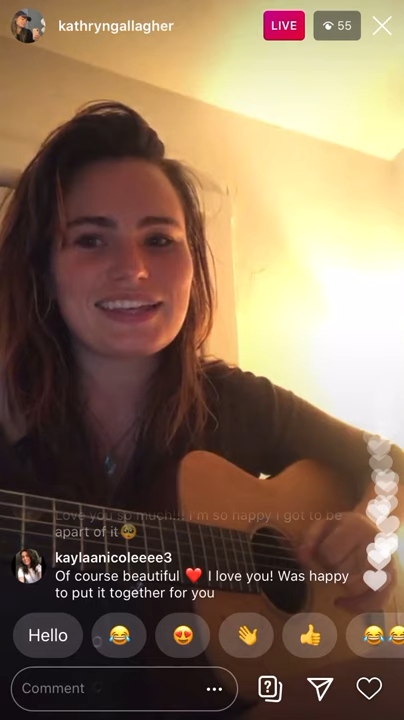 kathryngallagher
LIVE
55
Love you so much!!! I'm so happy I got to be
apart of it🥺
kaylaanicoleeee3
Of course beautiful ❤️ I love you! Was happy
to put it together for you
Hello
Comment